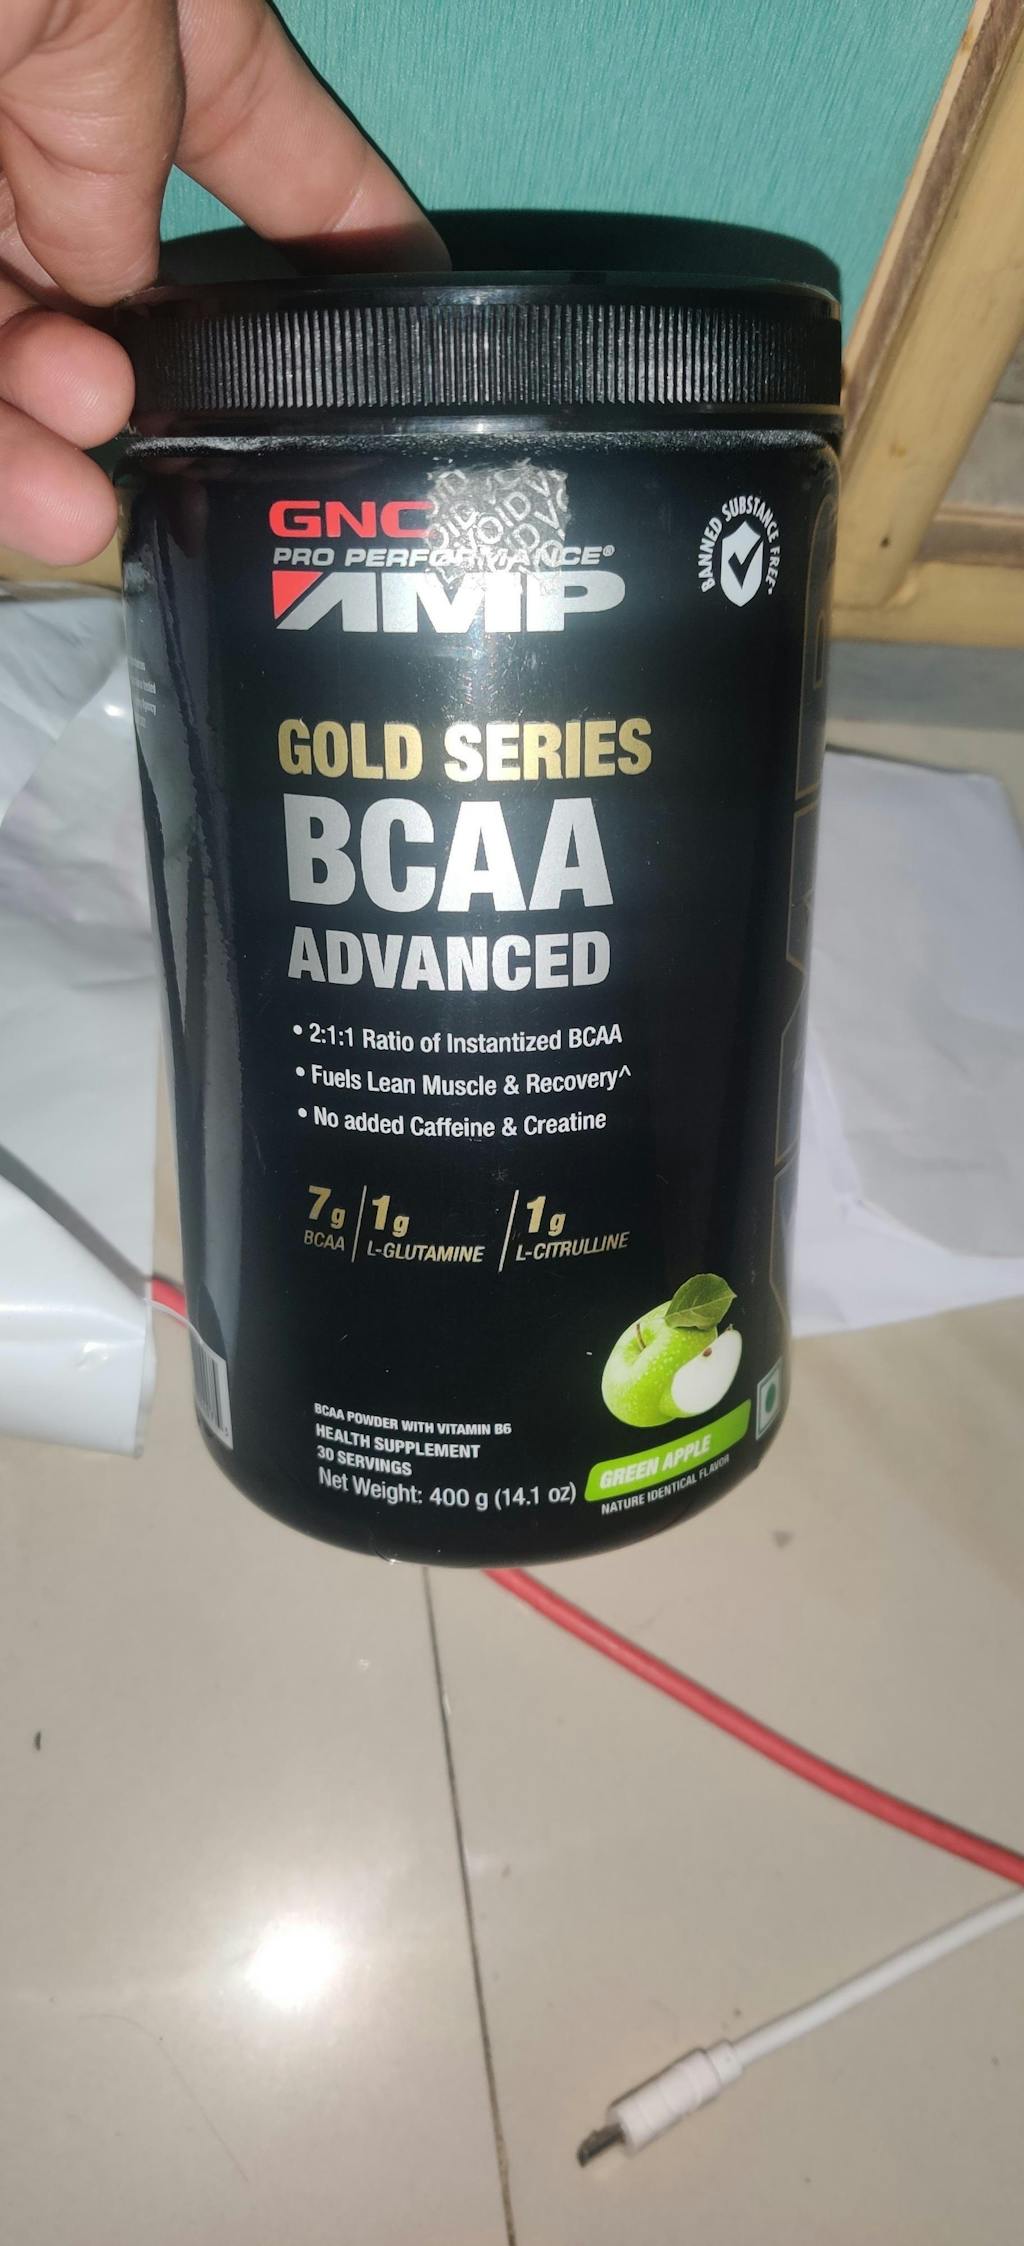 GNC
PRO PERFORMANCE®
AMP
VOID
BANNED SUBSTANCE FREE
GOLD SERIES
BCAA
ADVANCED
• 2:1:1 Ratio of Instantized BCAA
• Fuels Lean Muscle & Recovery^
• No added Caffeine & Creatine
7g BCAA
1g L-GLUTAMINE
1g L-CITRULLINE
BCAA POWDER WITH VITAMIN B6
HEALTH SUPPLEMENT
30 SERVINGS
Net Weight: 400 g (14.1 oz)
GREEN APPLE
NATURE IDENTICAL FLAVOR